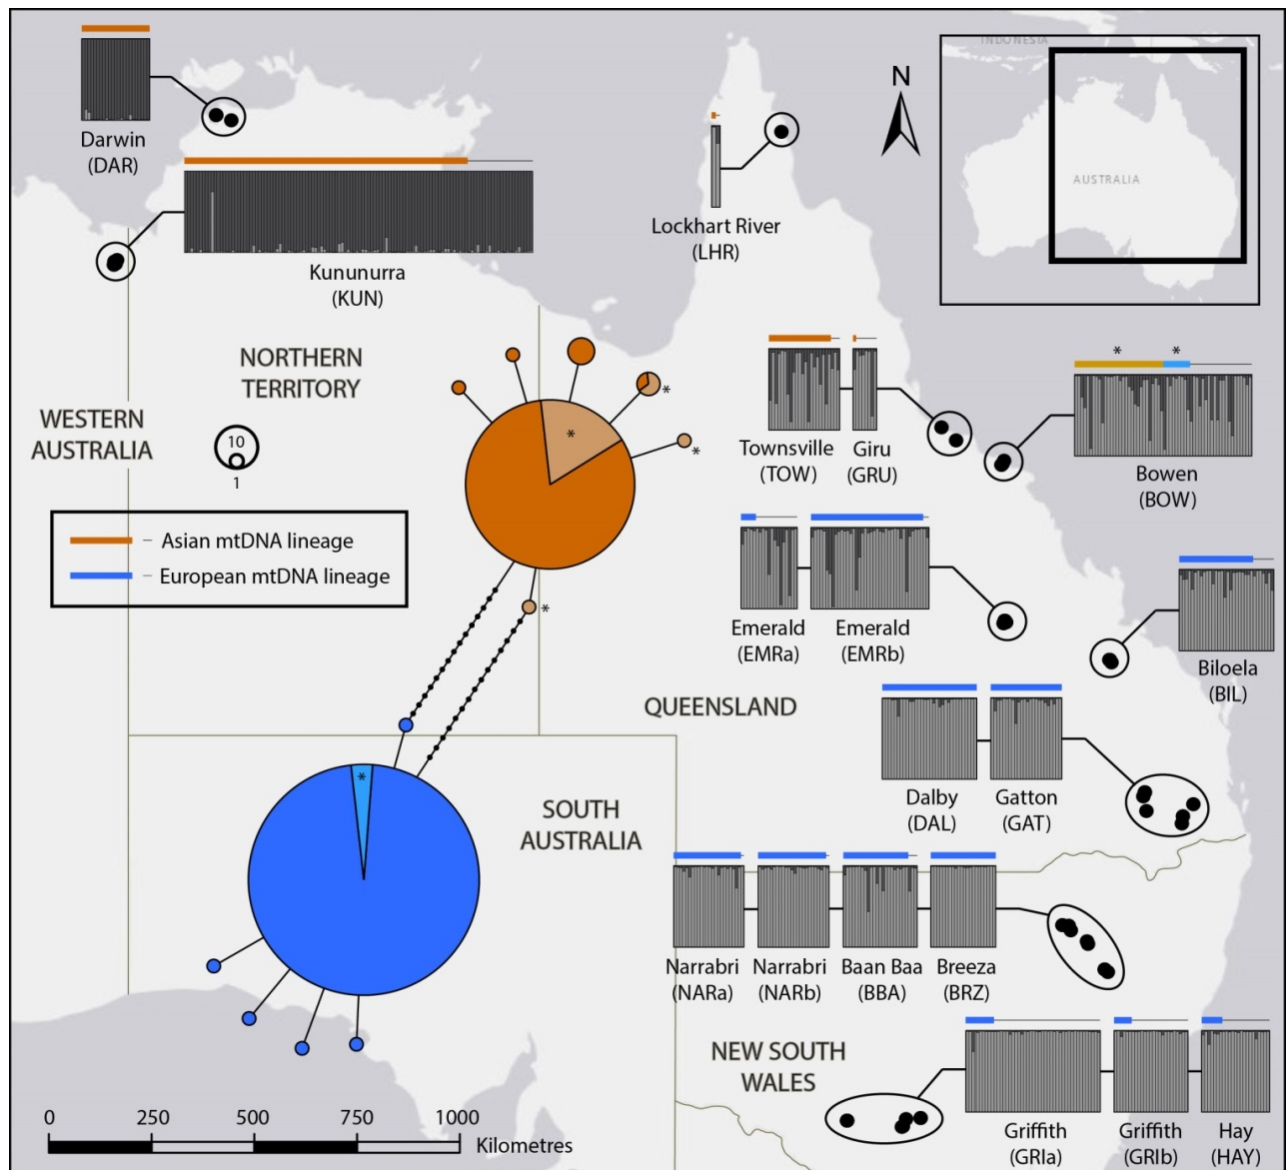 INDONESIA
AUSTRALIA
N
Darwin
(DAR)
Kununurra
(KUN)
Lockhart River
(LHR)
NORTHERN
TERRITORY
WESTERN
AUSTRALIA
10
1
*
*
*
*
Townsville
(TOW)
Giru
(GRU)
*
*
Bowen
(BOW)
Asian mtDNA lineage
European mtDNA lineage
Emerald
(EMRa)
Emerald
(EMRb)
Biloela
(BIL)
QUEENSLAND
Dalby
(DAL)
Gatton
(GAT)
*
SOUTH
AUSTRALIA
Narrabri
(NARa)
Narrabri
(NARb)
Baan Baa
(BBA)
Breeza
(BRZ)
NEW SOUTH
WALES
Griffith
(GRIa)
Griffith
(GRIb)
Hay
(HAY)
0 250 500 750 1000
Kilometres